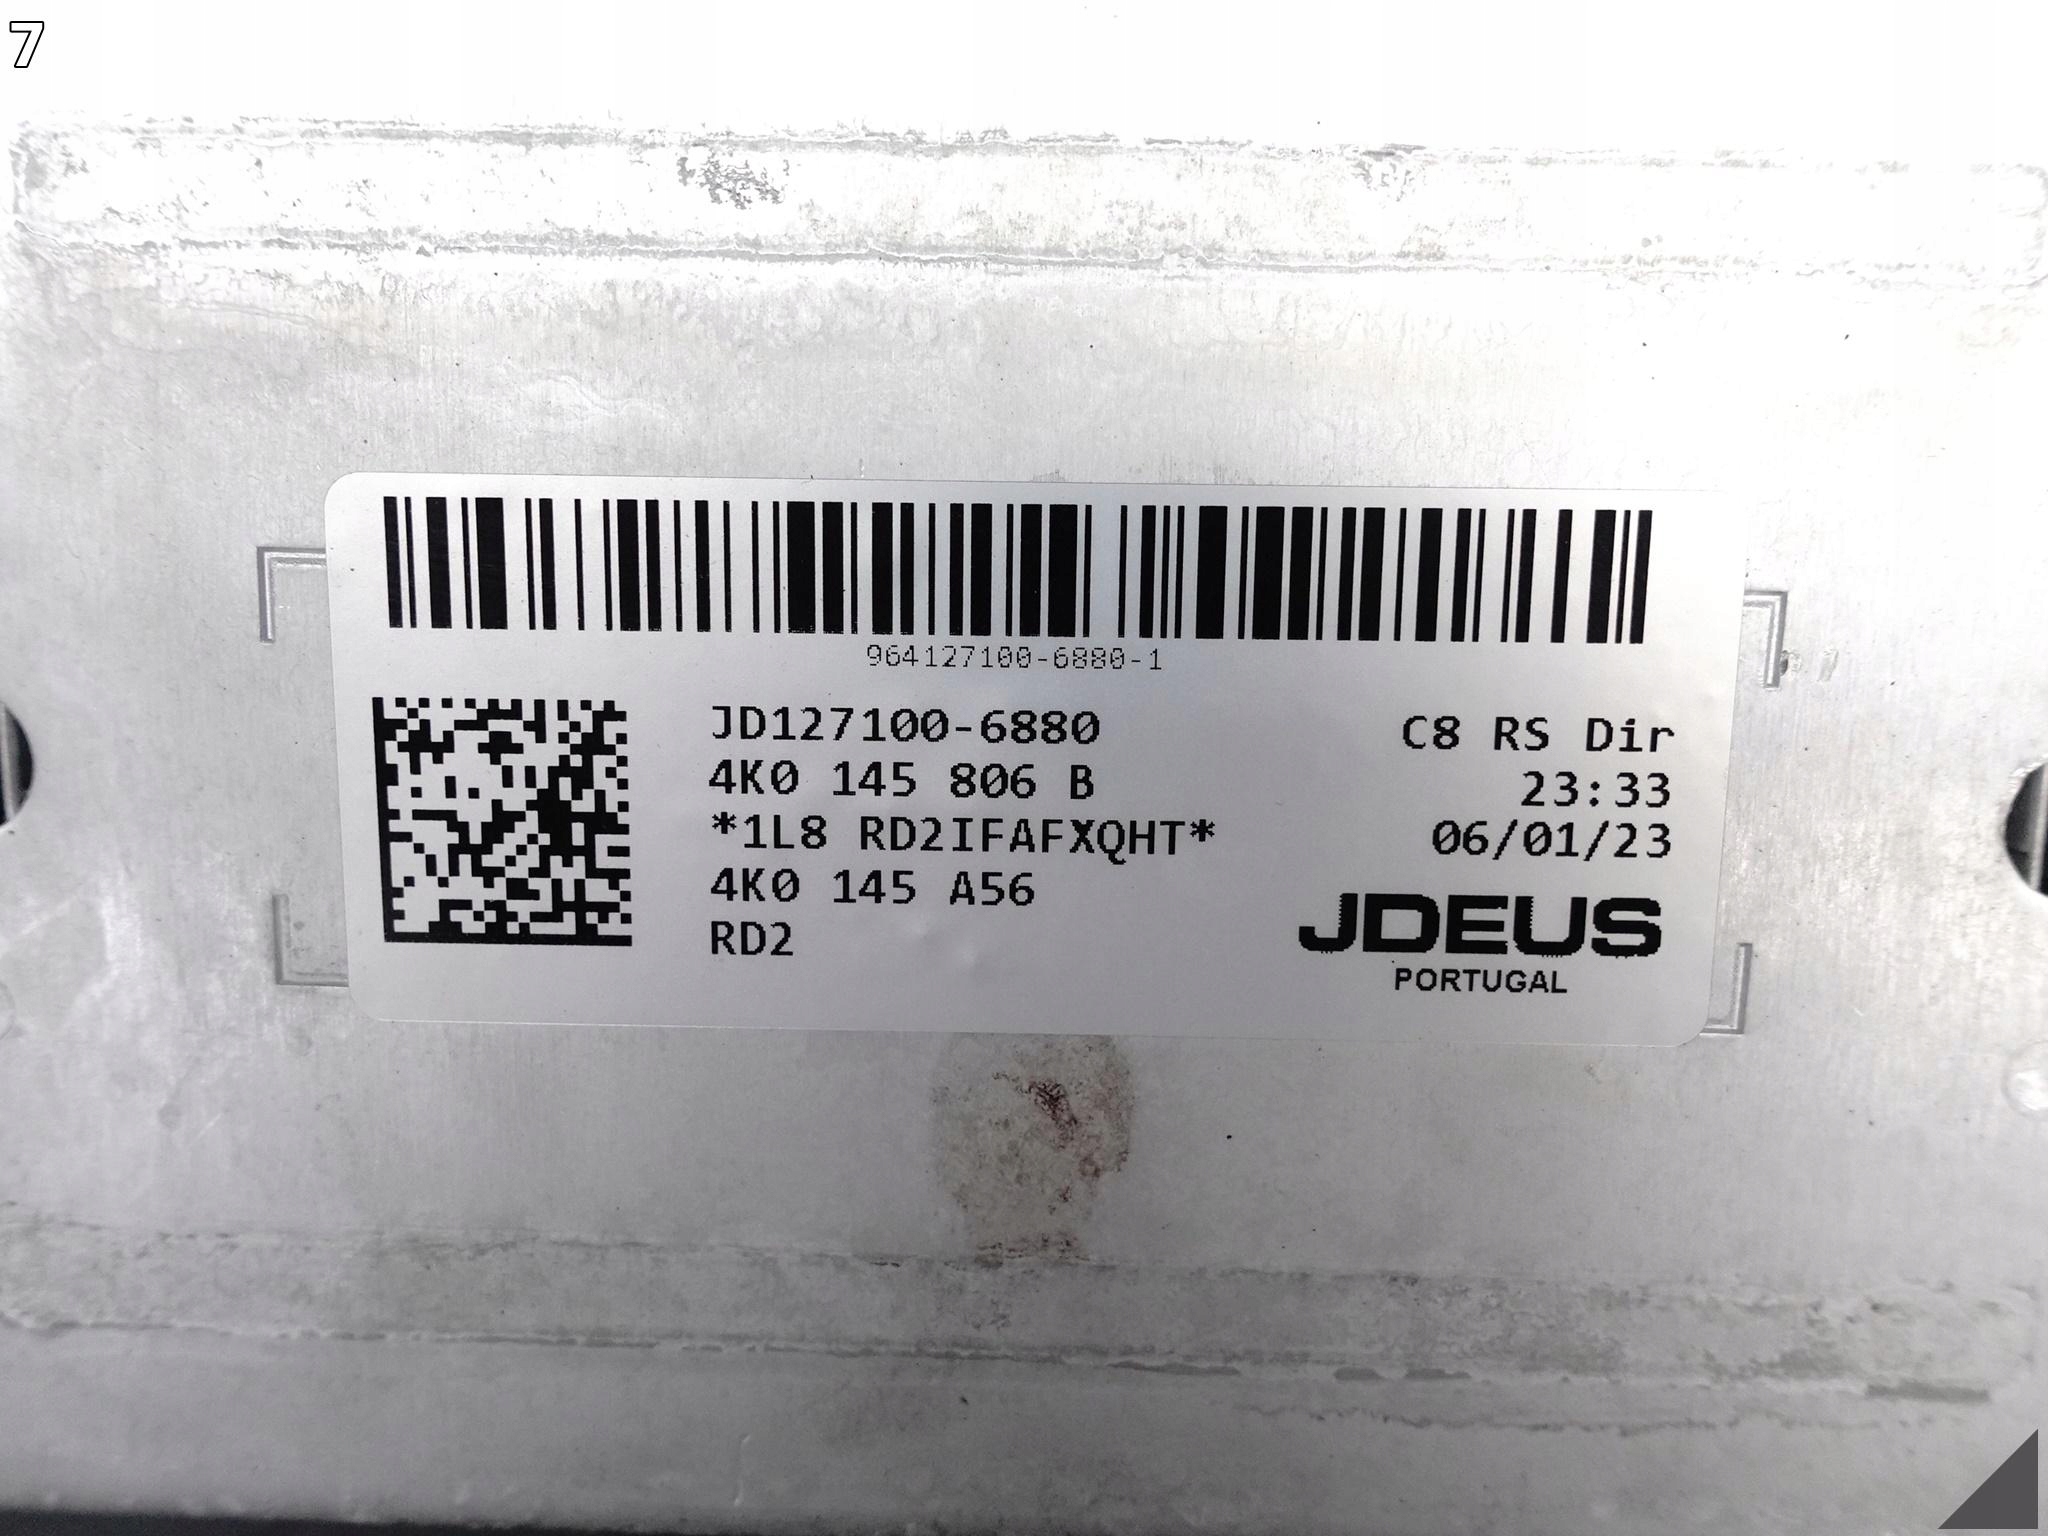 7
964127100-6880-1
JD127100-6880
4K0 145 806 B
*1L8 RD2IFAFXQHT*
4K0 145 A56
RD2
C8 RS Dir
23:33
06/01/23
JDEUS
PORTUGAL